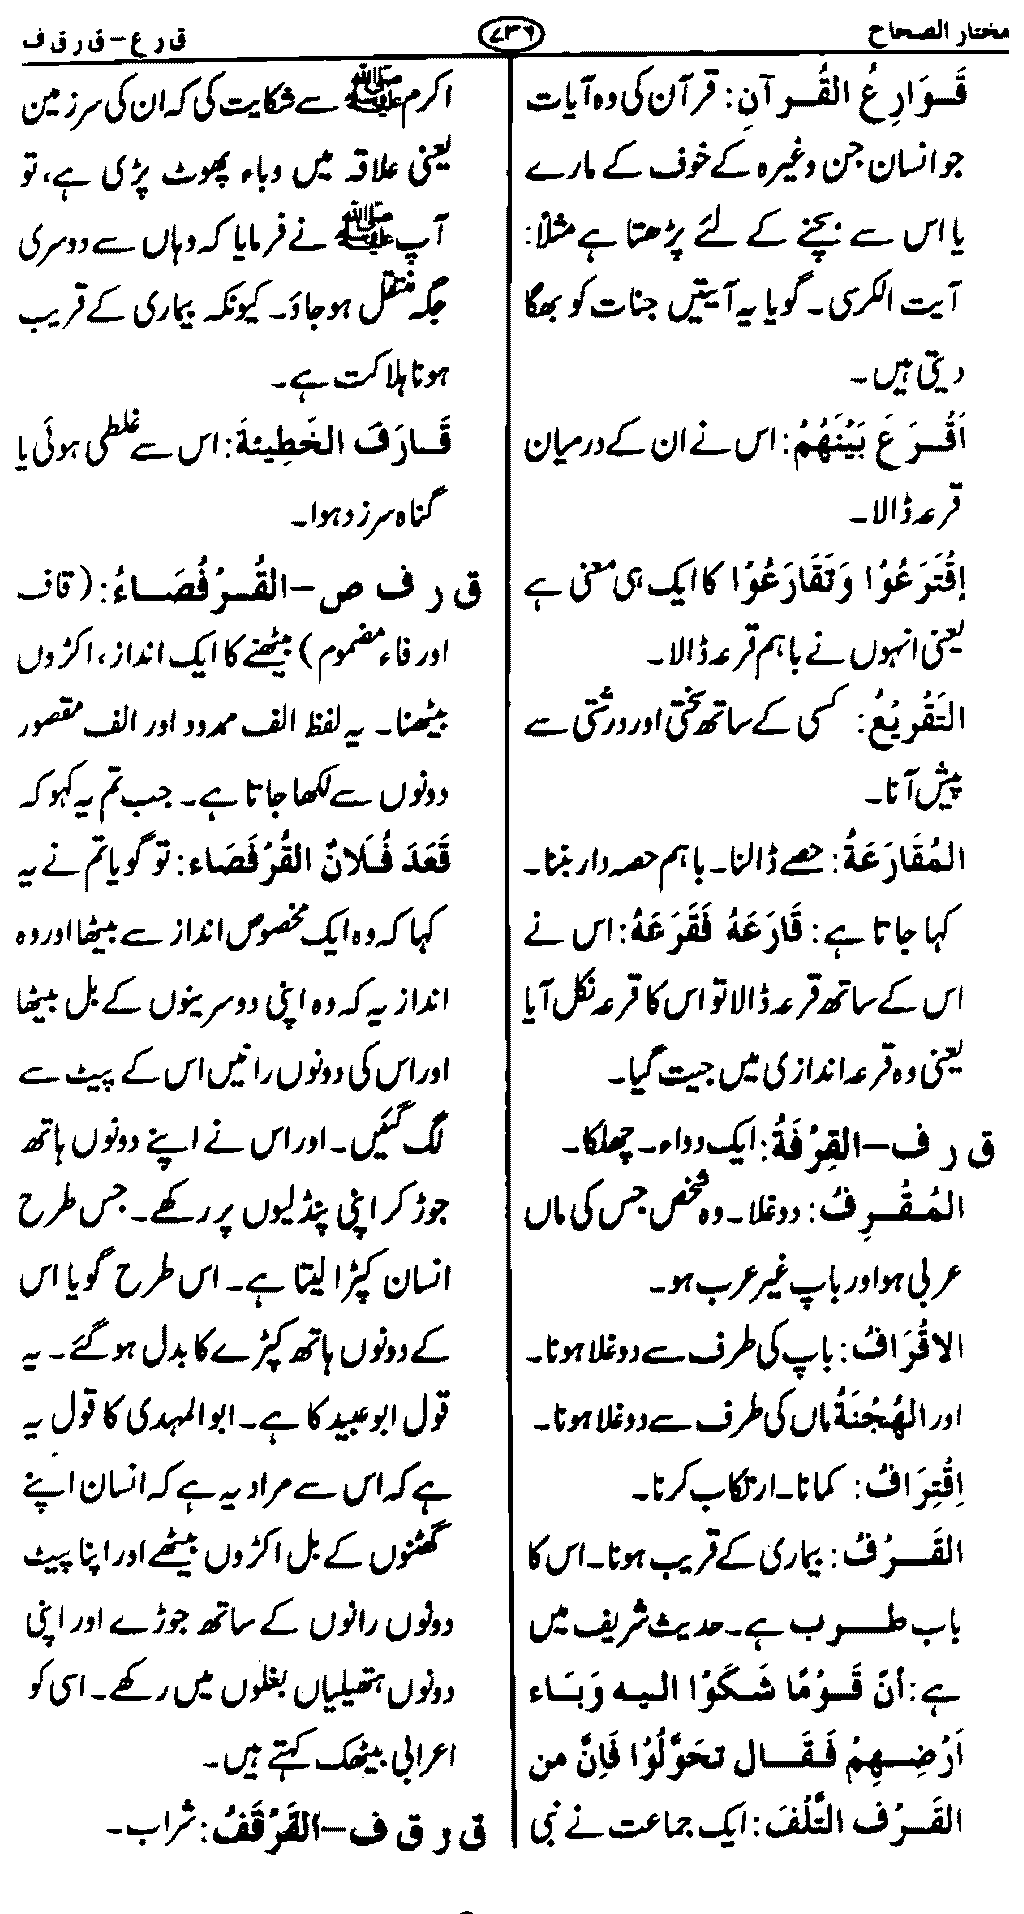 مختار الصحاح
۷۳۶
ق ر ع – ق ر ق ف
قَوَارِعُ القُرآنِ: قرآن کی وہ آیات
جو انسان جن وغیرہ کے خوف کے مارے
یا اس سے بچنے کے لئے پڑھتا ہے مثلاً:
آیت الکرسی۔ گویا یہ آیتیں جنات کو بھگا
دیتی ہیں۔
اَقْرَعَ بَيْنَهُمْ: اس نے ان کے درمیان
قرعہ ڈالا۔
اِقْتَرَعُوْا وَتَقَارَعُوْا کا ایک ہی معنی ہے
یعنی انہوں نے باہم قرعہ ڈالا۔
التَقْرِيْعُ: کسی کے ساتھ سختی اور درشتی سے
پیش آنا۔
المُقَارَعَةُ: حصے ڈالنا۔ باہم حصہ دار بننا۔
کہا جاتا ہے: قَارَعَهُ فَقَرَعَهُ: اس نے
اس کے ساتھ قرعہ ڈالا تو اس کا قرعہ نکل آیا
یعنی وہ قرعہ اندازی میں جیت گیا۔
ق ر ف – القِرْفَةُ: ایک دواء۔ چھلکا۔
المُقْرِفُ: دوغلا۔ وہ شخص جس کی ماں
عربی ہو اور باپ غیر عرب ہو۔
الاقْرَافُ: باپ کی طرف سے دوغلا ہونا۔
اور الهُجْنَةُ ماں کی طرف سے دوغلا ہونا۔
اِقْتِرَافُ: کمانا۔ ارتکاب کرنا۔
القَرْفُ: بیماری کے قریب ہونا۔ اس کا
باب طرب ہے۔ حدیث شریف میں
ہے: أنَّ قَوْمًا شَكَوْا اليه وَبَاء
اَرْضِهِمْ فَقَال تحَوَّلُوْا فَاِنَّ من
القَرْف التَّلَفَ: ایک جماعت نے نبی
اکرم ﷺ سے شکایت کی کہ ان کی سرزمین
یعنی علاقہ میں وباء پھوٹ پڑی ہے، تو
آپ ﷺ نے فرمایا کہ وہاں سے دوسری
جگہ منتقل ہو جاؤ۔ کیونکہ بیماری کے قریب
ہونا ہلاکت ہے۔
قَارَفَ الخَطِيئةَ: اس سے غلطی ہوئی یا
گناہ سرزد ہوا۔
ق ر ف ص – القُرْفُصَاءُ: (قاف
اور فاء مضموم) بیٹھنے کا ایک انداز، اکڑوں
بیٹھنا۔ یہ لفظ الف ممدود اور الف مقصور
دونوں سے لکھا جاتا ہے۔ جب تم یہ کہو کہ
قَعَدَ فُلَانٌ القُرْفَصَاء: تو گویا تم نے یہ
کہا کہ وہ ایک مخصوص انداز سے بیٹھا اور وہ
انداز یہ کہ وہ اپنی دو سرینوں کے بل بیٹھا
اور اس کی دونوں رانیں اس کے پیٹ سے
لگ گئیں۔ اور اس نے اپنے دونوں ہاتھ
جوڑ کر اپنی پنڈلیوں پر رکھے۔ جس طرح
انسان کپڑا لیتا ہے۔ اس طرح گویا اس
کے دونوں ہاتھ کپڑے کا بدل ہو گئے۔ یہ
قول ابو عبید کا ہے۔ ابو المہدی کا قول یہ
ہے کہ اس سے مراد یہ ہے کہ انسان اپنے
گھٹنوں کے بل اکڑوں بیٹھے اور اپنا پیٹ
دونوں رانوں کے ساتھ جوڑے اور اپنی
دونوں ہتھیلیاں بغلوں میں رکھے۔ اسی کو
اعرابی بیٹھک کہتے ہیں۔
ق ر ق ف – القَرْقَفُ: شراب۔